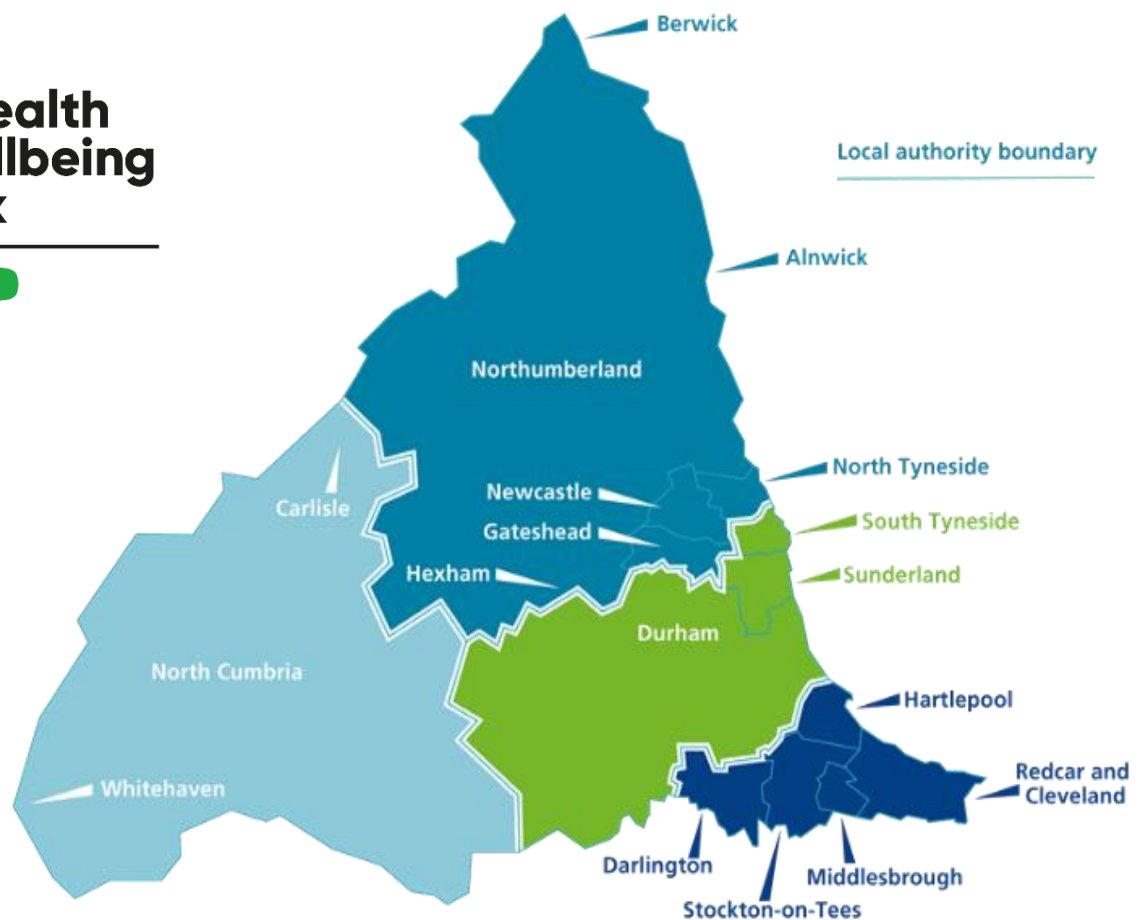 Berwick
ealth
llbeing
Local authority boundary
Alnwick
Northumberland
North Tyneside
Newcastle
Carlisle
South Tyneside
Gateshead
Hexham
Sunderland
Durham
North Cumbria
Hartlepool
Whitehaven
Redcar and
Cleveland
Darlington
Middlesbrough
Stockton-on-Tees